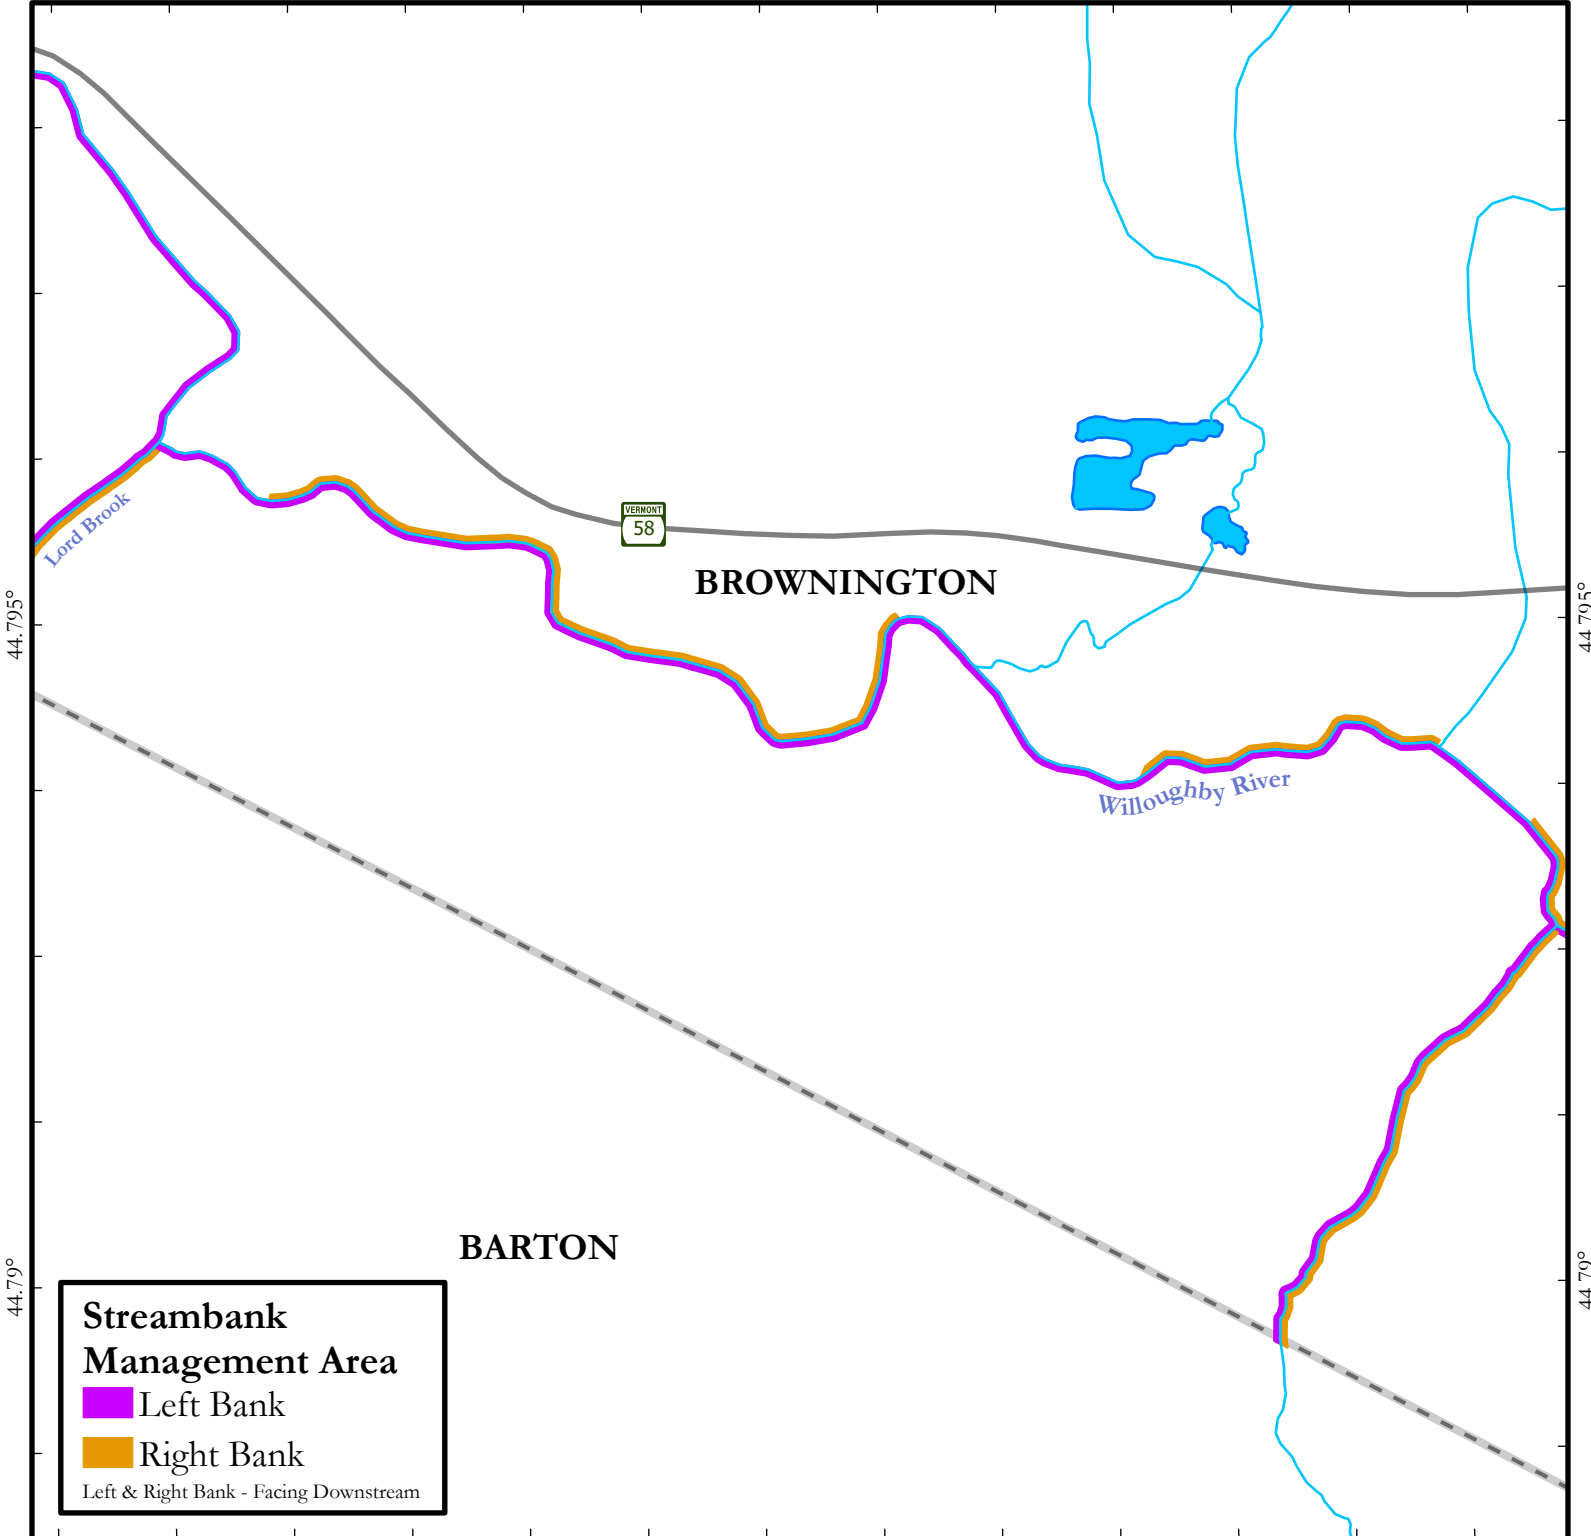 VERMONT
58
Lord Brook
BROWNINGTON
44.795°
44.795°
Willoughby River
BARTON
44.79°
44.79°
Streambank
Management Area
Left Bank
Right Bank
Left & Right Bank - Facing Downstream